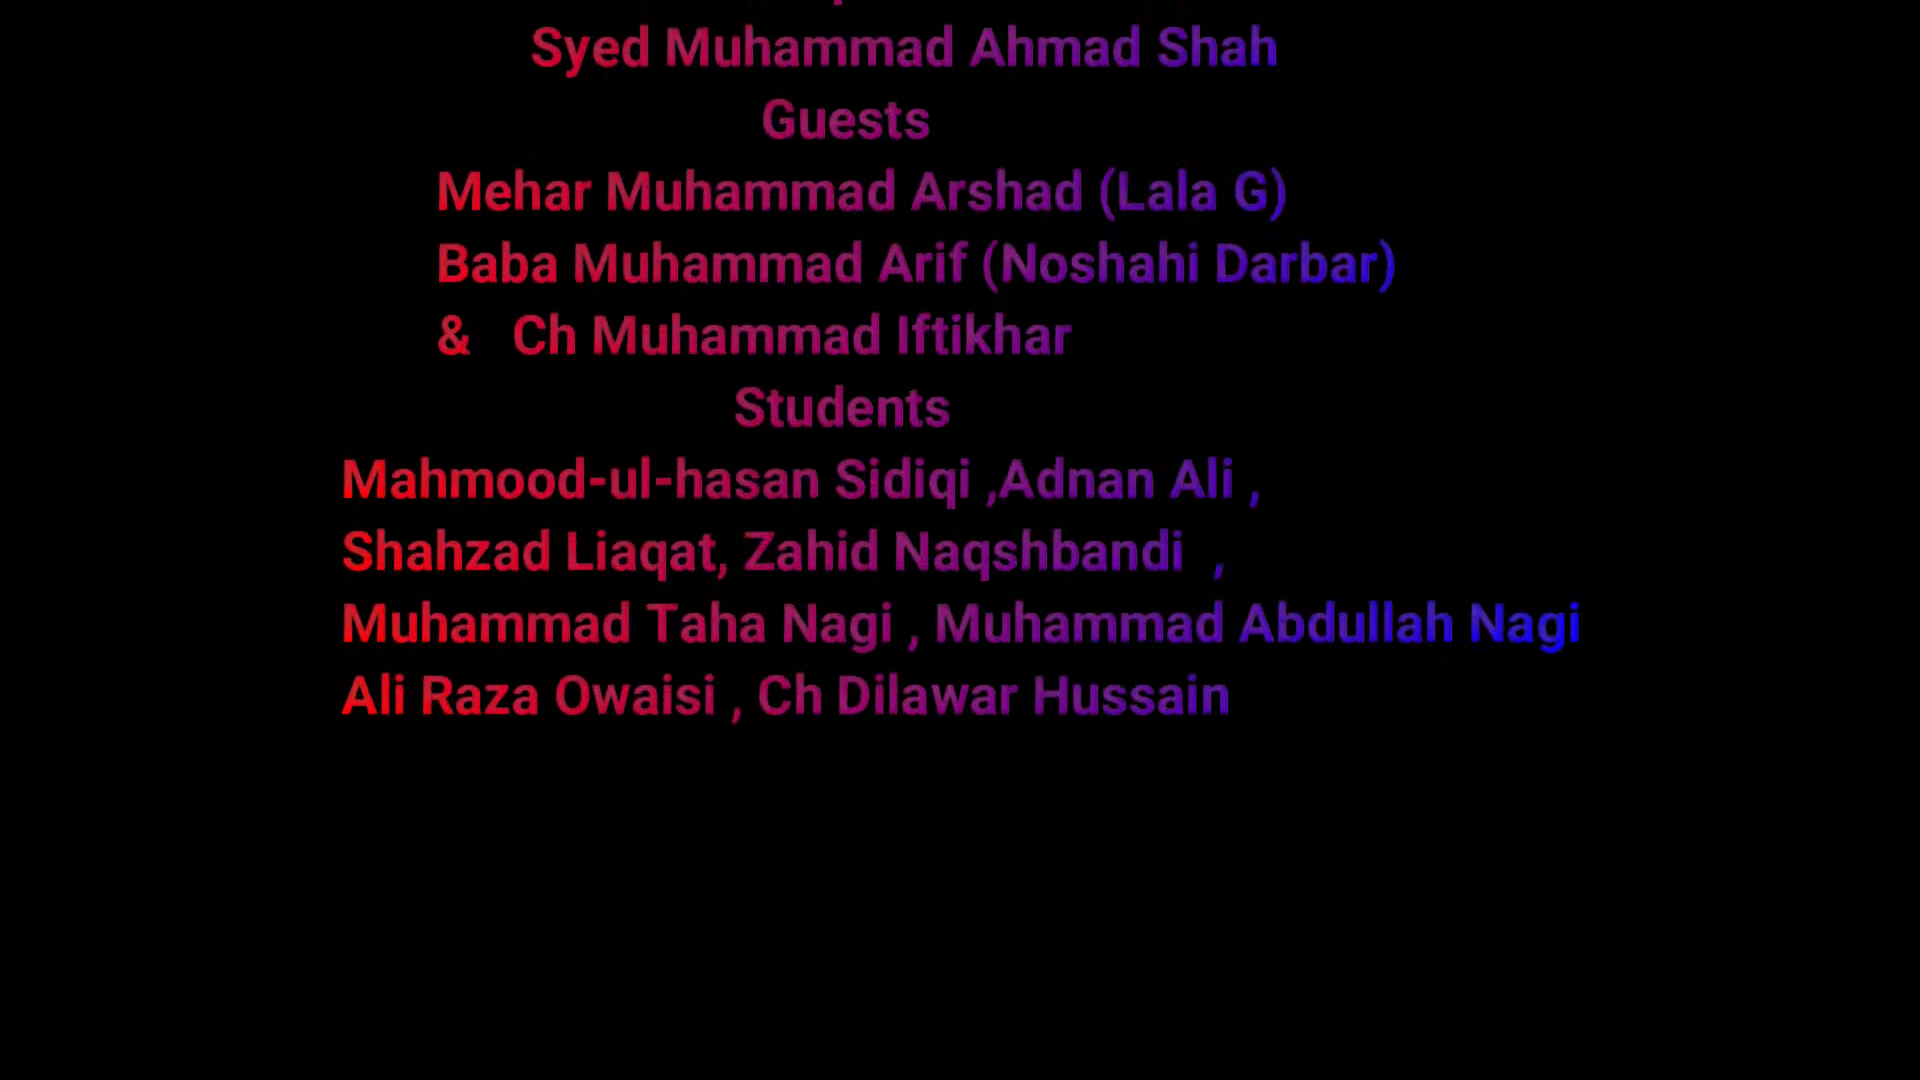 Syed Muhammad Ahmad Shah
Guests
Mehar Muhammad Arshad (Lala G)
Baba Muhammad Arif (Noshahi Darbar)
& Ch Muhammad Iftikhar
Students
Mahmood-ul-hasan Sidiqi ,Adnan Ali ,
Shahzad Liaqat, Zahid Naqshbandi ,
Muhammad Taha Nagi , Muhammad Abdullah Nagi
Ali Raza Owaisi , Ch Dilawar Hussain